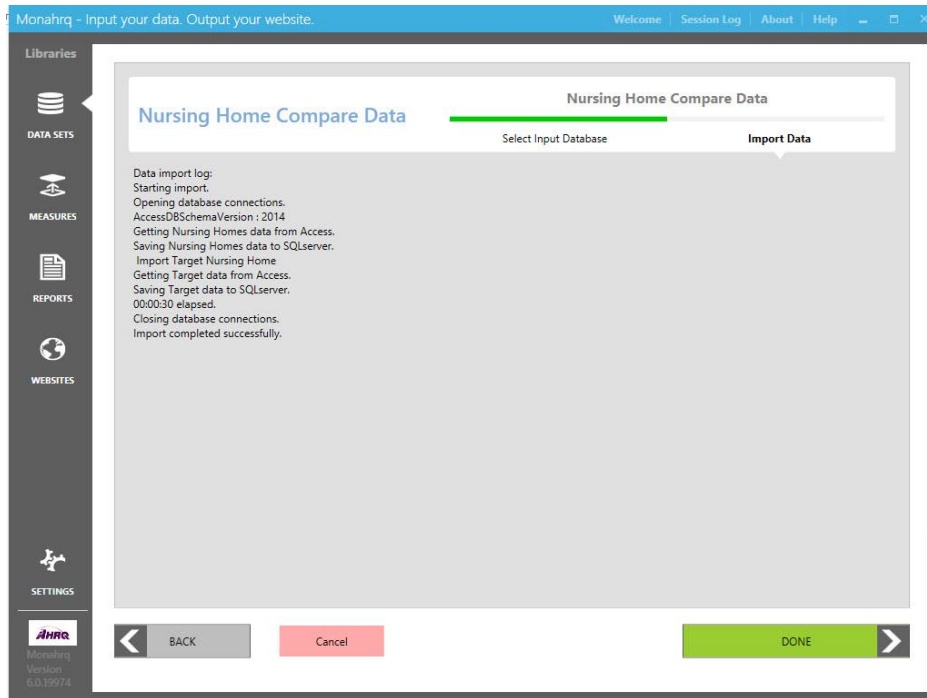 Monahrq - Input your data. Output your website.
Welcome | Session Log | About | Help
Libraries
DATA SETS
MEASURES
REPORTS
WEBSITES
SETTINGS
AHRQ
Monahrq
Version
6.0.19974
Nursing Home Compare Data
Nursing Home Compare Data
Select Input Database
Import Data
Data import log:
Starting import.
Opening database connections.
AccessDBSchemaVersion : 2014
Getting Nursing Homes data from Access.
Saving Nursing Homes data to SQLserver.
Import Target Nursing Home
Getting Target data from Access.
Saving Target data to SQLserver.
00:00:30 elapsed.
Closing database connections.
Import completed successfully.
BACK
Cancel
DONE